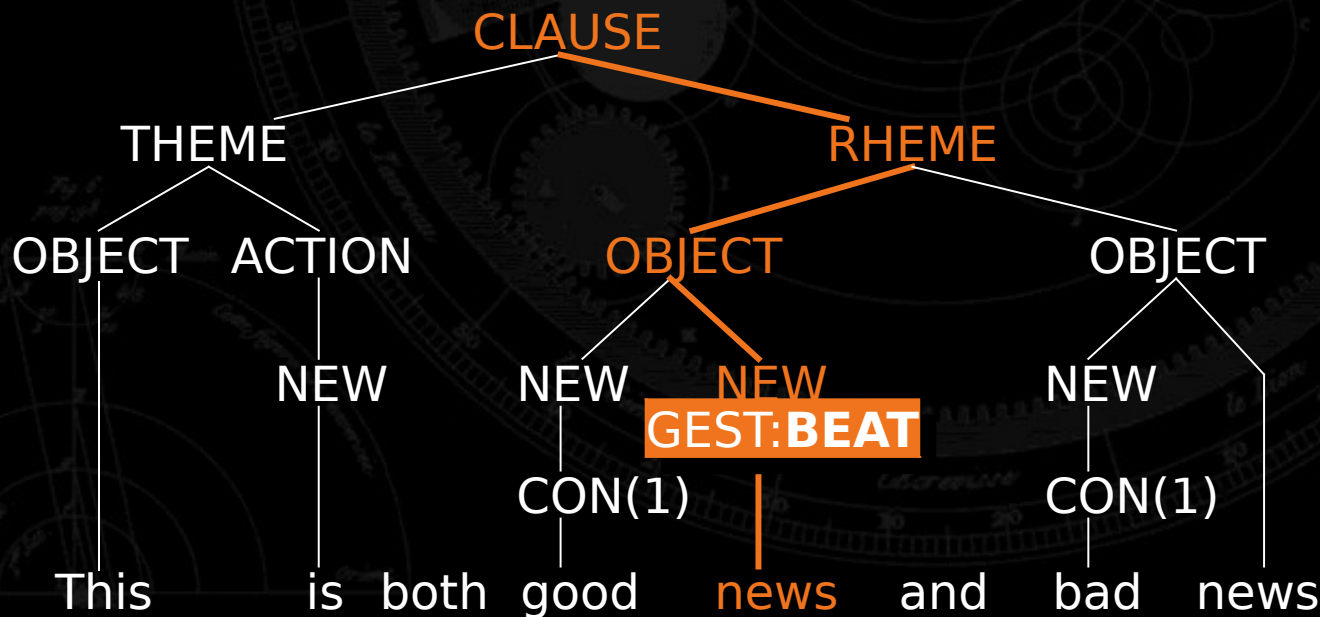 CLAUSE
THEME RHEME
OBJECT ACTION OBJECT OBJECT
NEW NEW NEW NEW
GEST:BEAT
CON(1) CON(1)
This is both good news and bad news